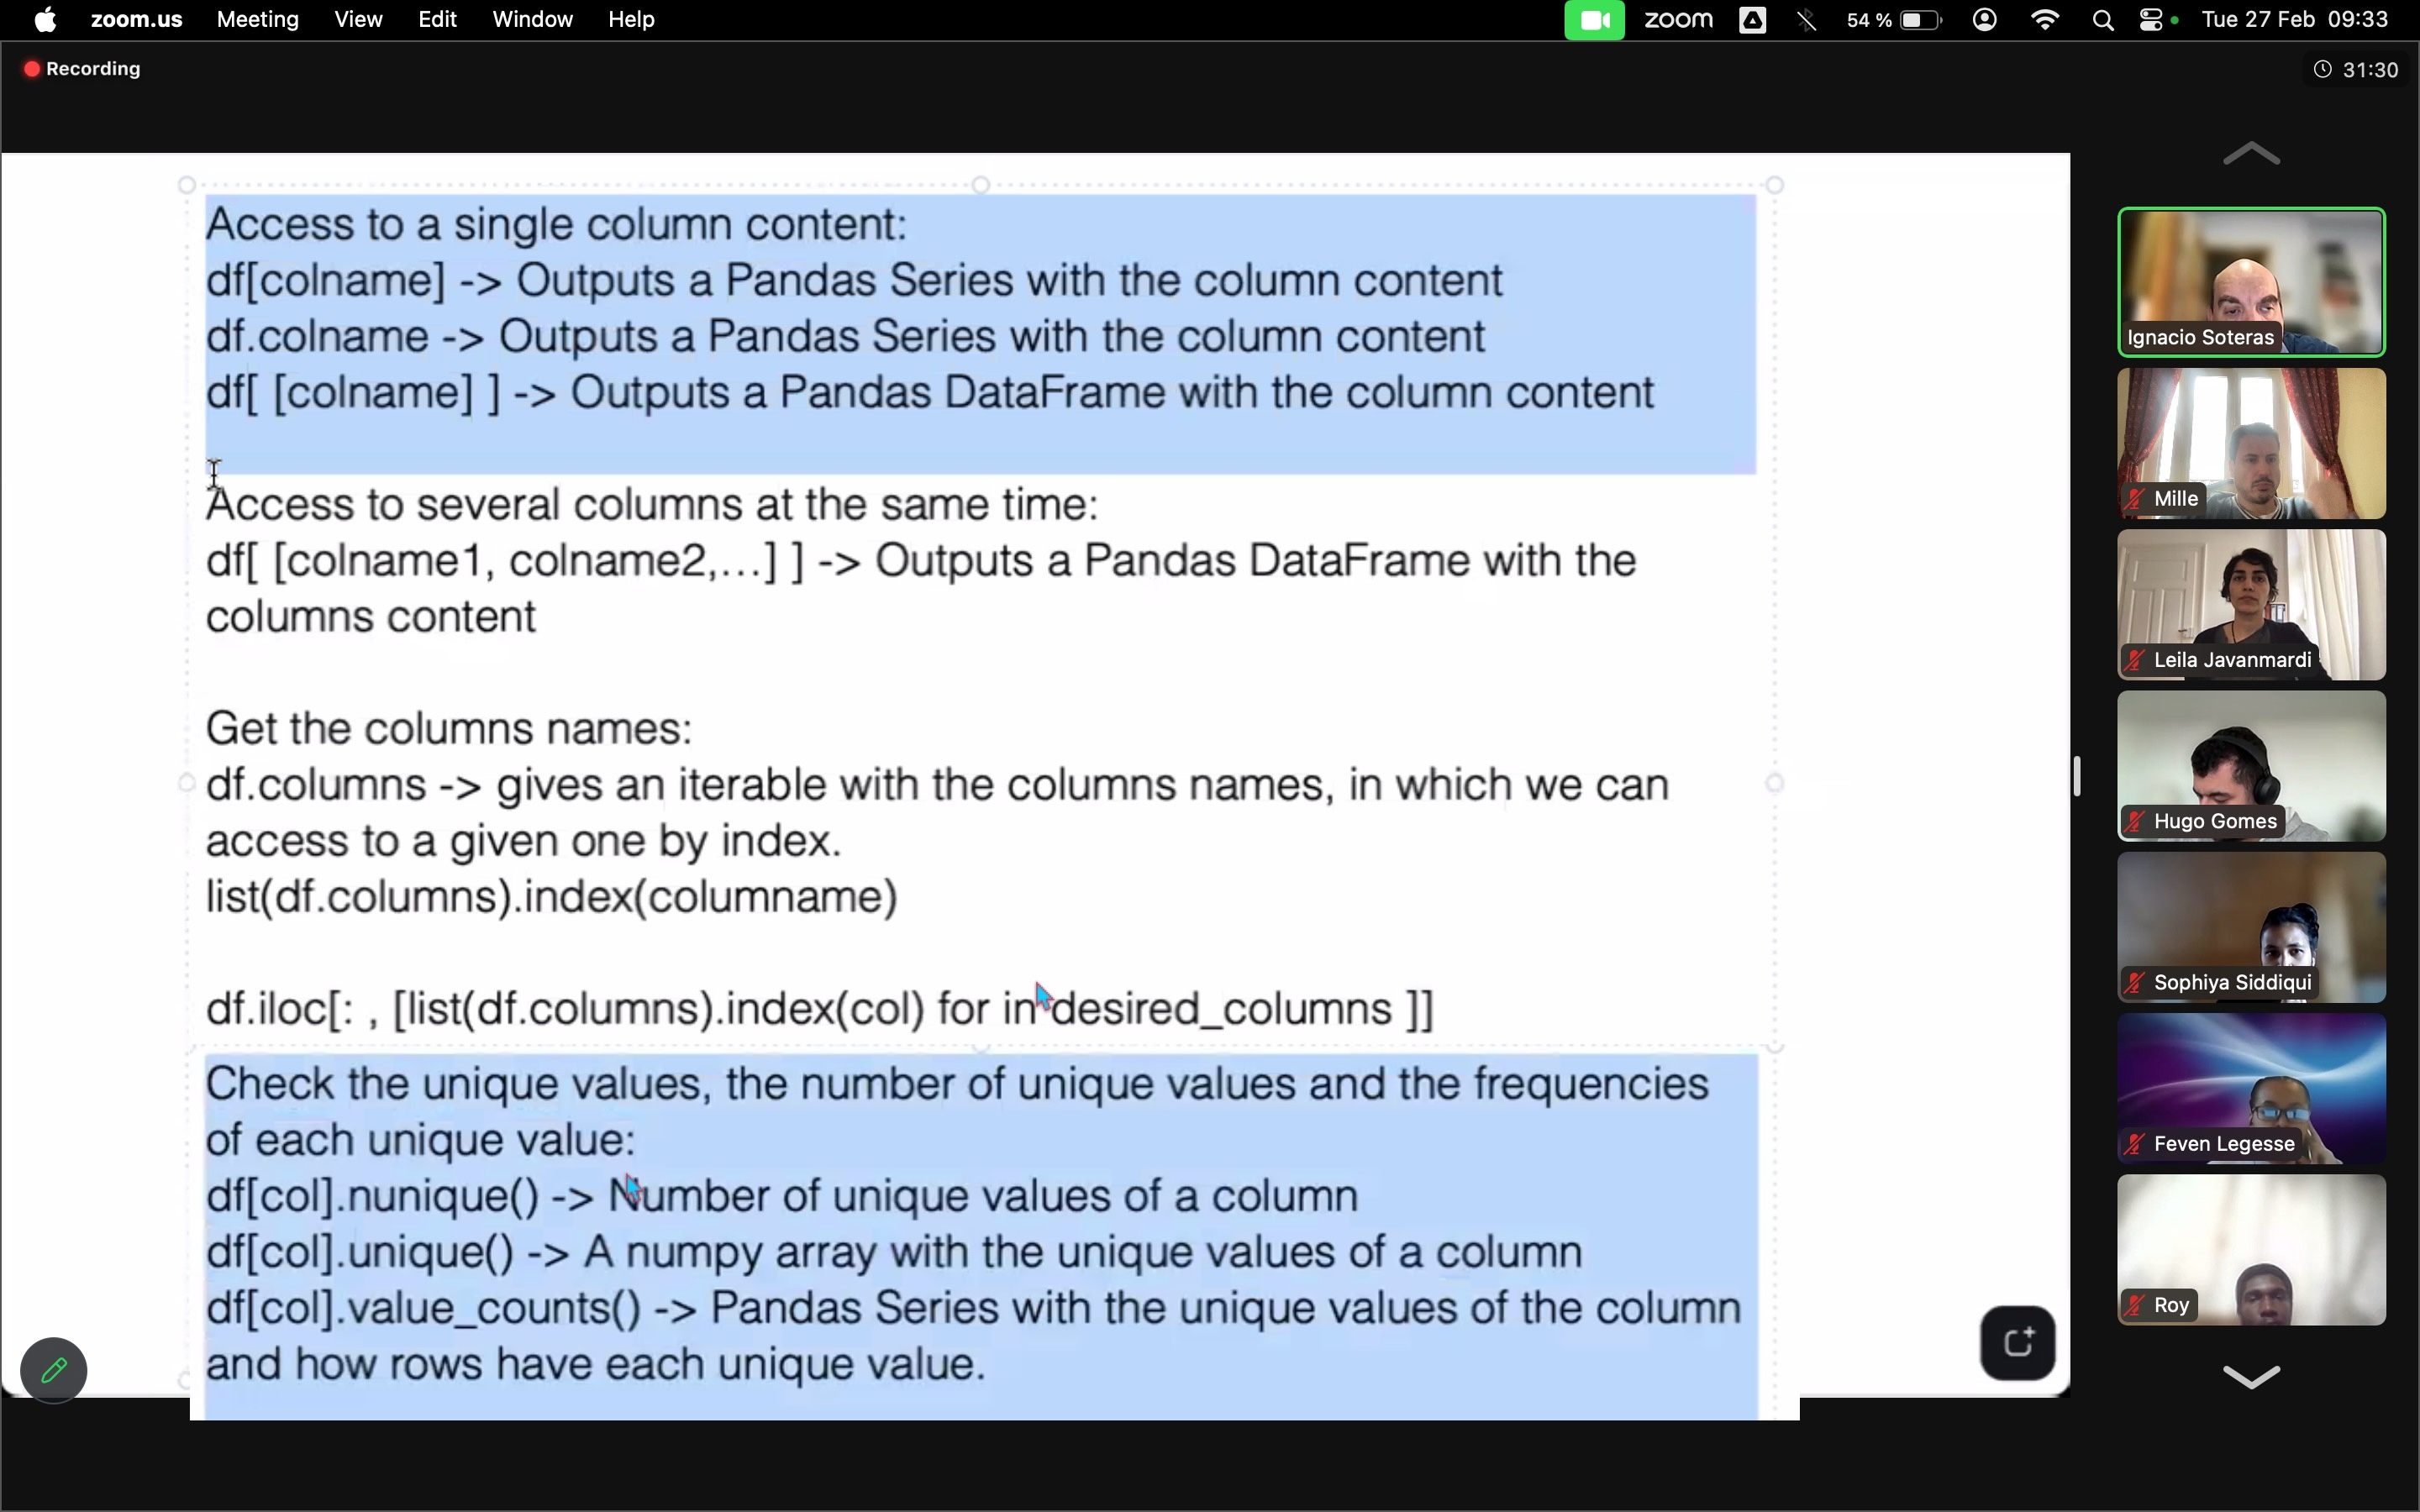 zoom.us Meeting View Edit Window Help zoom 54 % Tue 27 Feb 09:33
Recording
31:30
Access to a single column content:
df[colname] -> Outputs a Pandas Series with the column content
df.colname -> Outputs a Pandas Series with the column content
df[ [colname] ] -> Outputs a Pandas DataFrame with the column content
Access to several columns at the same time:
df[ [colname1, colname2,...] ] -> Outputs a Pandas DataFrame with the
columns content
Get the columns names:
df.columns -> gives an iterable with the columns names, in which we can
access to a given one by index.
list(df.columns).index(columname)
df.iloc[: , [list(df.columns).index(col) for in desired_columns ]]
Check the unique values, the number of unique values and the frequencies
of each unique value:
df[col].nunique() -> Number of unique values of a column
df[col].unique() -> A numpy array with the unique values of a column
df[col].value_counts() -> Pandas Series with the unique values of the column
and how rows have each unique value.
Ignacio Soteras
Mille
Leila Javanmardi
Hugo Gomes
Sophiya Siddiqui
Feven Legesse
Roy